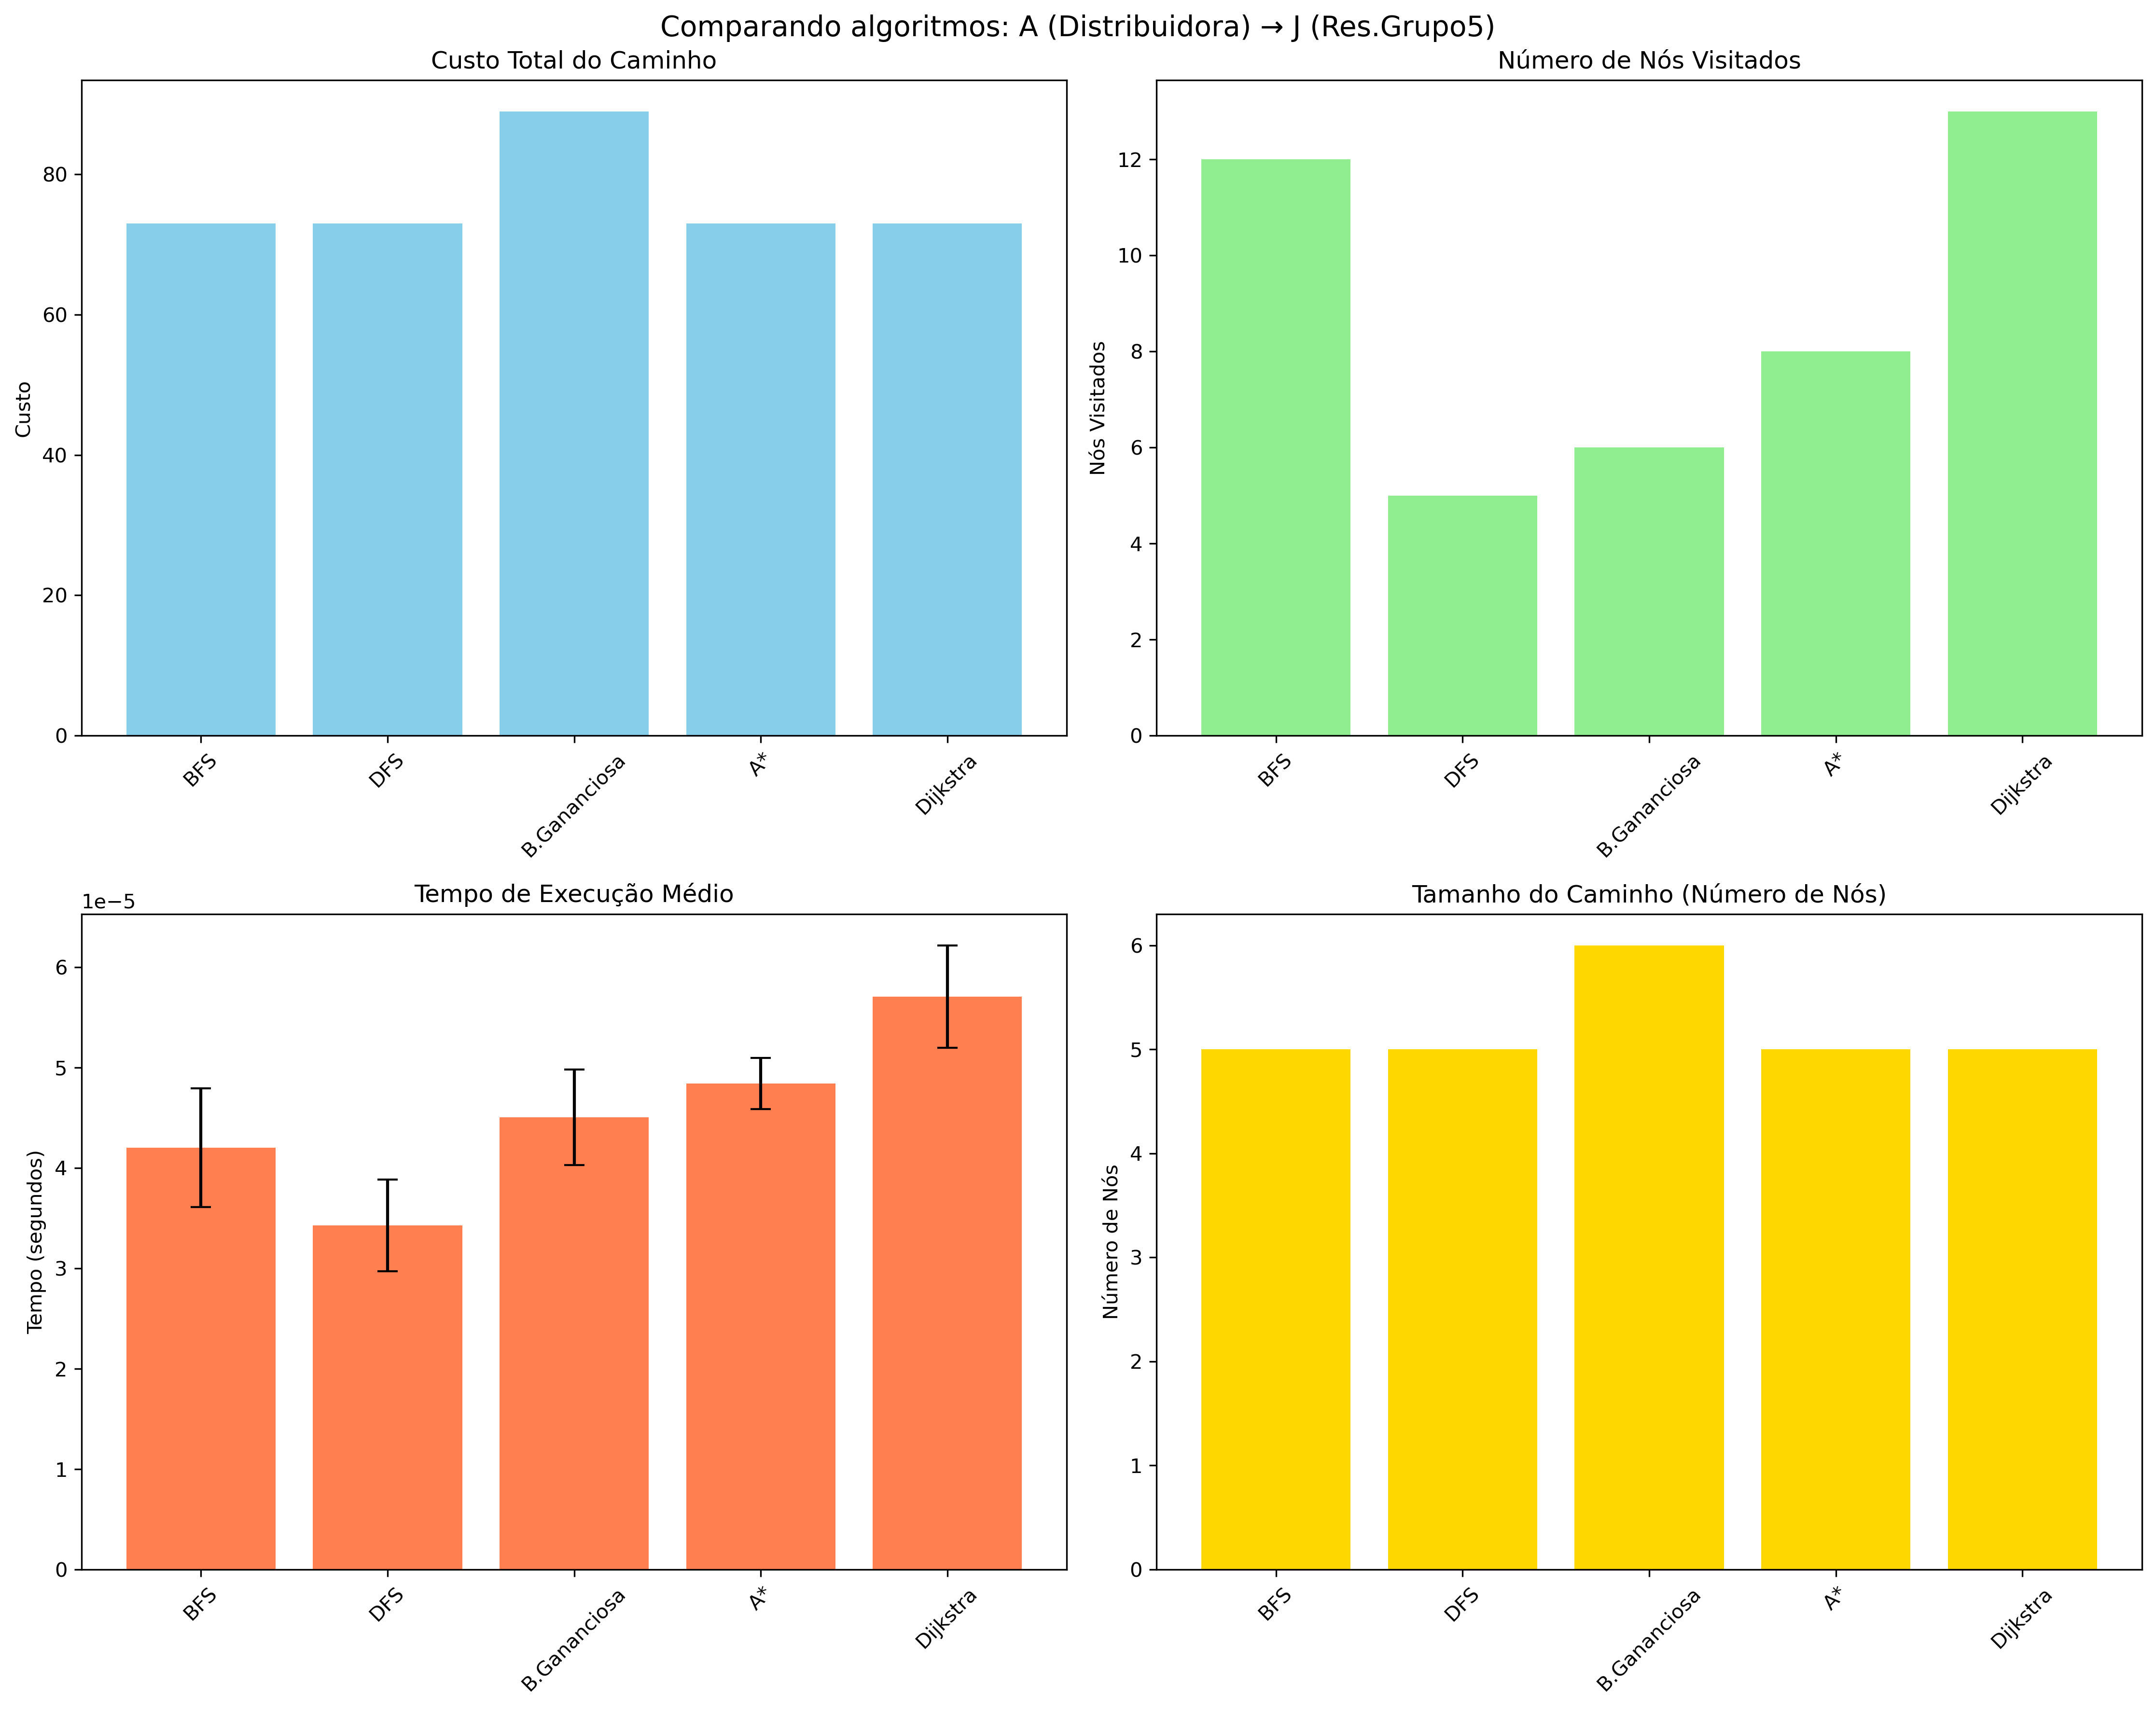 Comparando algoritmos: A (Distribuidora) → J (Res.Grupo5)
Custo Total do Caminho
Custo
80
60
40
20
0
BFS
DFS
B.Gananciosa
A*
Dijkstra
Número de Nós Visitados
Nós Visitados
12
10
8
6
4
2
0
BFS
DFS
B.Gananciosa
A*
Dijkstra
Tempo de Execução Médio
1e−5
Tempo (segundos)
6
5
4
3
2
1
0
BFS
DFS
B.Gananciosa
A*
Dijkstra
Tamanho do Caminho (Número de Nós)
Número de Nós
6
5
4
3
2
1
0
BFS
DFS
B.Gananciosa
A*
Dijkstra